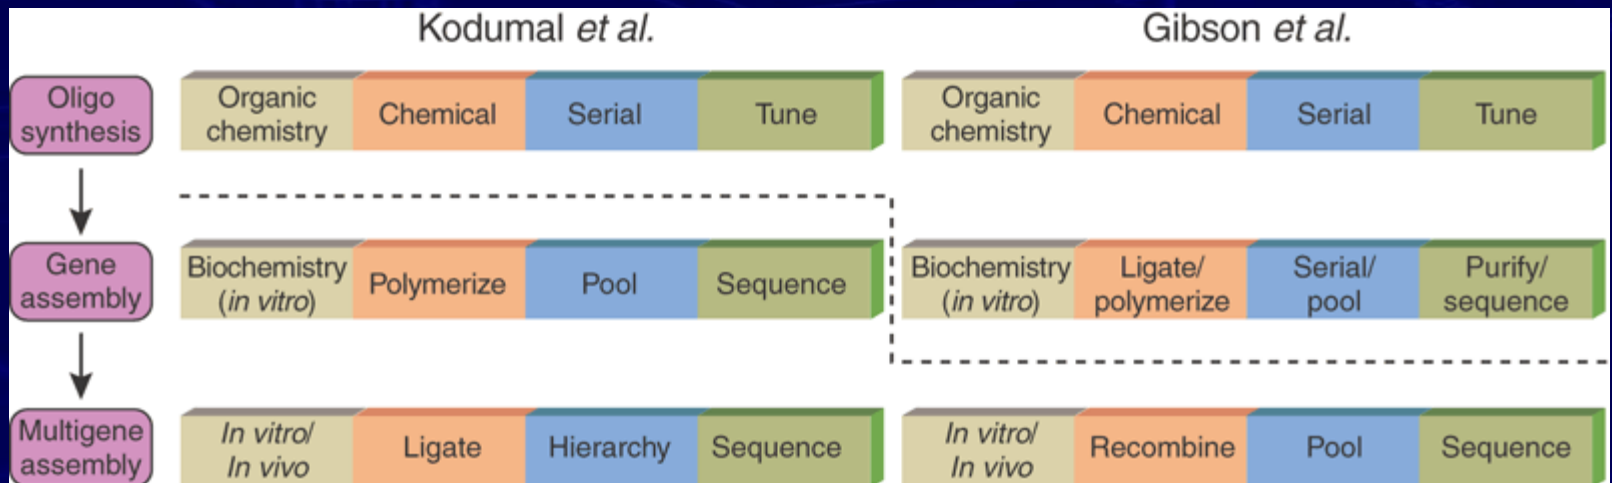 Kodumal et al.
Gibson et al.
Oligo
synthesis
Organic
chemistry
Chemical
Serial
Tune
Organic
chemistry
Chemical
Serial
Tune
Gene
assembly
Biochemistry
(in vitro)
Polymerize
Pool
Sequence
Biochemistry
(in vitro)
Ligate/
polymerize
Serial/
pool
Purify/
sequence
Multigene
assembly
In vitro/
In vivo
Ligate
Hierarchy
Sequence
In vitro/
In vivo
Recombine
Pool
Sequence